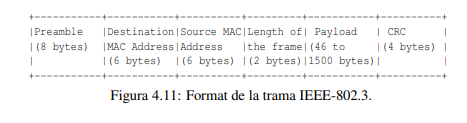 +-----------+-----------+-----------+---------+----------+----------+
|Preamble   |Destination|Source MAC|Length of| Payload   | CRC      |
|(8 bytes)  |MAC Address|Address   |the frame|(46 to     |(4 bytes) |
|           |(6 bytes)  |(6 bytes) |(2 bytes)|1500 bytes)|          |
+-----------+-----------+-----------+---------+----------+----------+
Figura 4.11: Format de la trama IEEE-802.3.